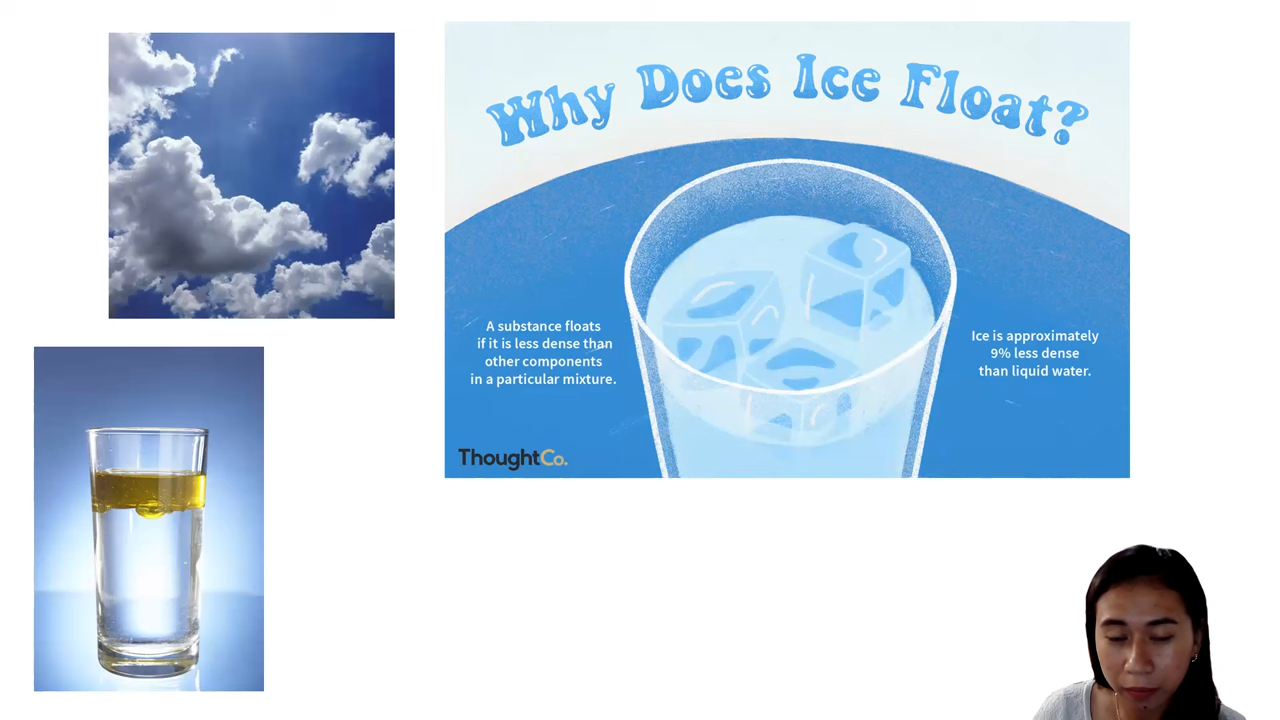 Why Does Ice Float?
A substance floats
if it is less dense than
other components
in a particular mixture.
Ice is approximately
9% less dense
than liquid water.
ThoughtCo.